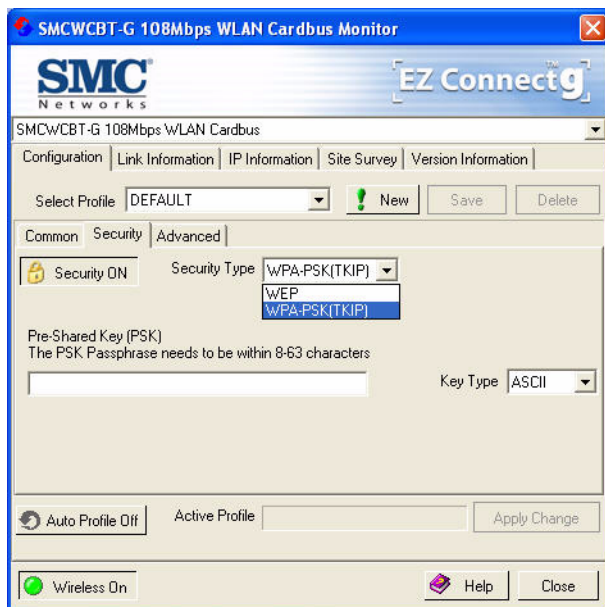 SMCWCBT-G 108Mbps WLAN Cardbus Monitor
SMC®
Networks
EZ Connect™ g
SMCWCBT-G 108Mbps WLAN Cardbus
Configuration Link Information IP Information Site Survey Version Information
Select Profile DEFAULT New Save Delete
Common Security Advanced
Security ON Security Type WPA-PSK(TKIP)
WEP
WPA-PSK(TKIP)
Pre-Shared Key (PSK)
The PSK Passphrase needs to be within 8-63 characters
Key Type ASCII
Auto Profile Off Active Profile Apply Change
Wireless On Help Close